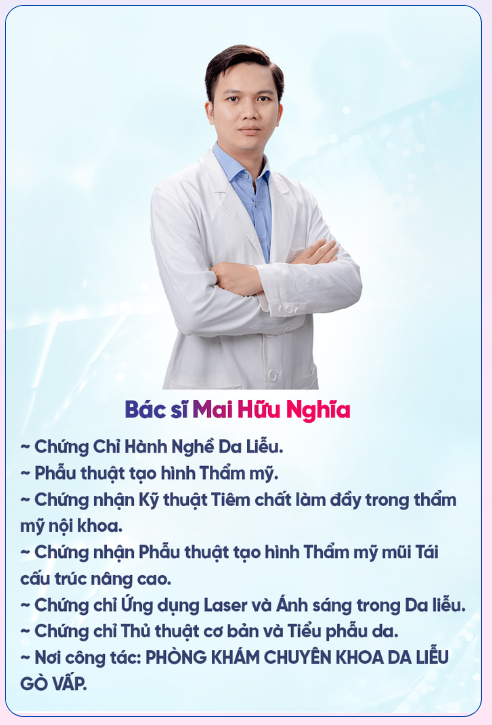 Bác sĩ Mai Hữu Nghĩa
~ Chứng Chỉ Hành Nghề Da Liễu.
~ Phẫu thuật tạo hình Thẩm mỹ.
~ Chứng nhận Kỹ thuật Tiêm chất làm đầy trong thẩm
mỹ nội khoa.
~ Chứng nhận Phẫu thuật tạo hình Thẩm mỹ mũi Tái
cấu trúc nâng cao.
~ Chứng chỉ Ứng dụng Laser và Ánh sáng trong Da liễu.
~ Chứng chỉ Thủ thuật cơ bản và Tiểu phẫu da.
~ Nơi công tác: PHÒNG KHÁM CHUYÊN KHOA DA LIỄU
GÒ VẤP.